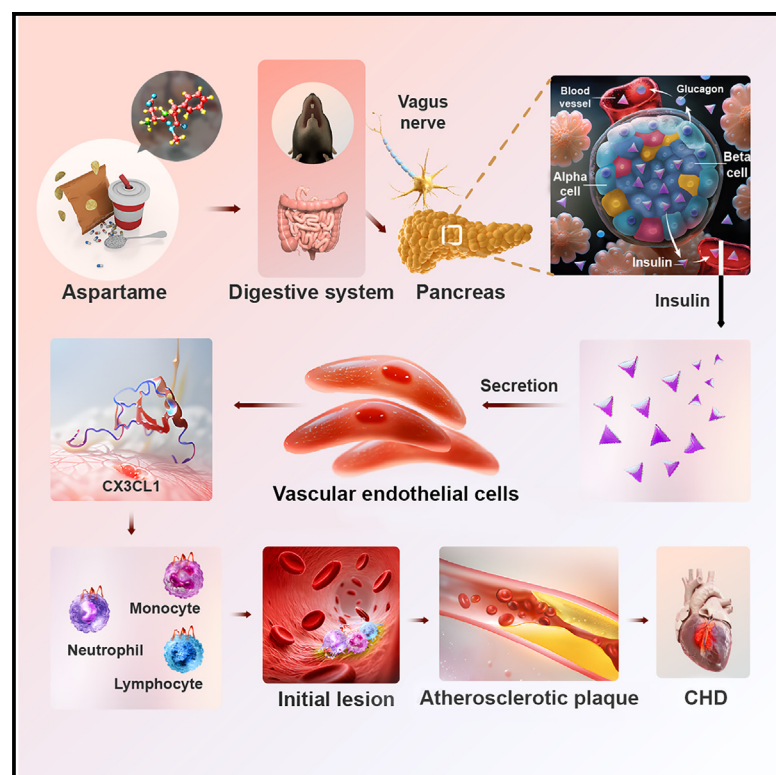 Aspartame
Digestive system
Vagus
nerve
Pancreas
Blood
vessel
Glucagon
Alpha
cell
Beta
cell
Insulin
Insulin
Secretion
Vascular endothelial cells
CX3CL1
Monocyte
Neutrophil
Lymphocyte
Initial lesion
Atherosclerotic plaque
CHD